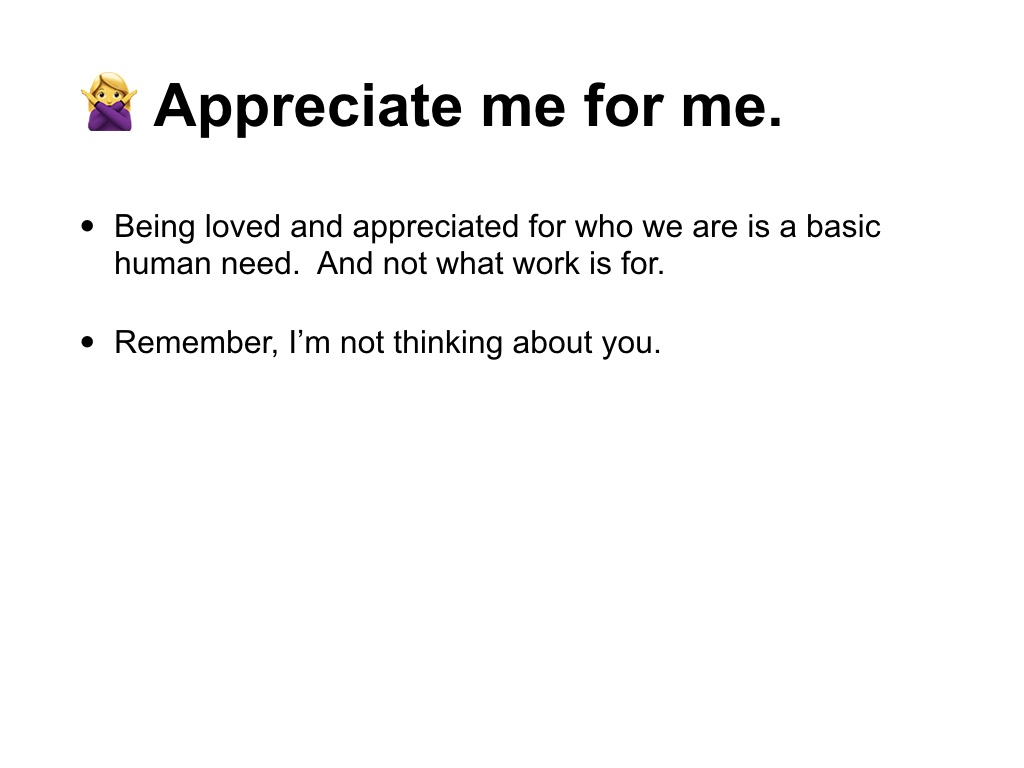 🙅‍♀️ Appreciate me for me.
• Being loved and appreciated for who we are is a basic
human need.  And not what work is for.
• Remember, I’m not thinking about you.